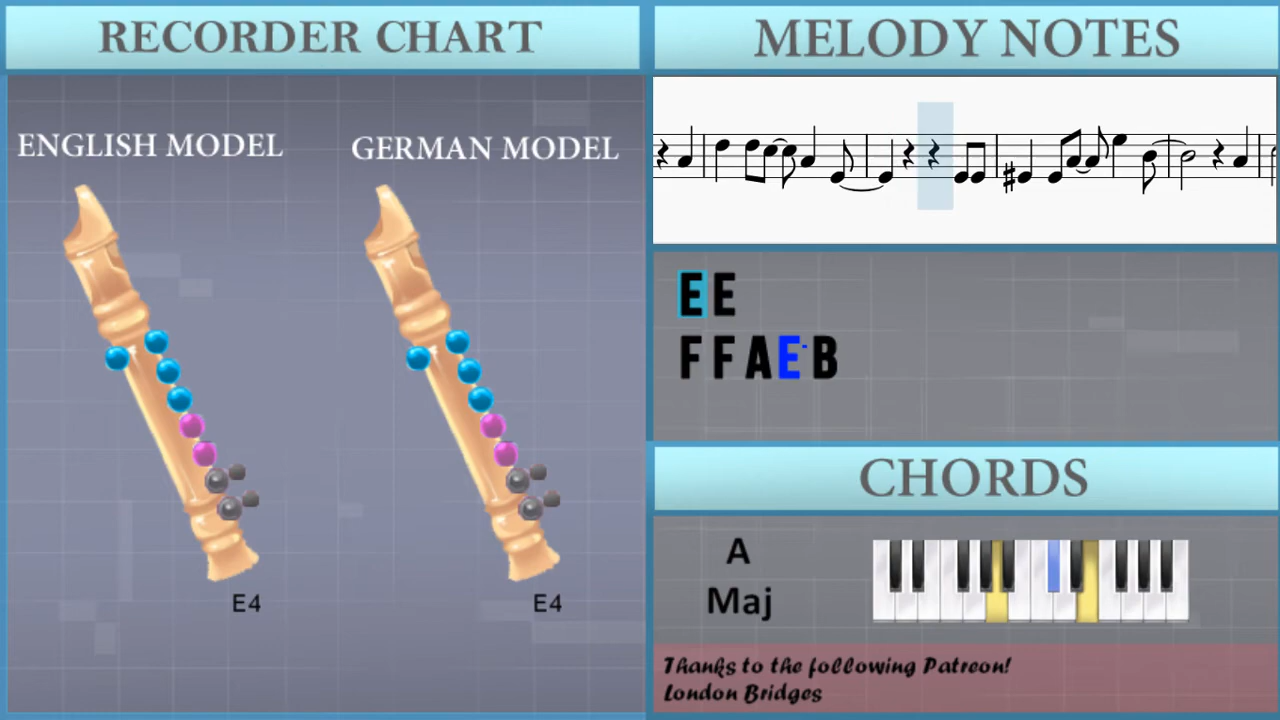 RECORDER CHART
ENGLISH MODEL
GERMAN MODEL
E4
E4
MELODY NOTES
E E
F F A E- B
CHORDS
A
Maj
Thanks to the following Patreon!
London Bridges